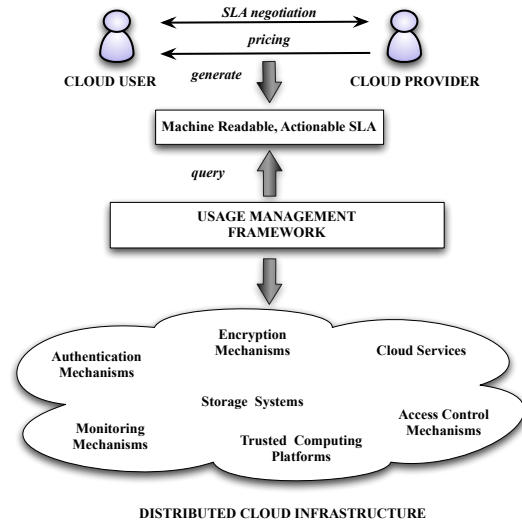 SLA negotiation
pricing
CLOUD USER
CLOUD PROVIDER
generate
Machine Readable, Actionable SLA
query
USAGE MANAGEMENT
FRAMEWORK
Encryption
Mechanisms
Authentication
Mechanisms
Cloud Services
Storage Systems
Monitoring
Mechanisms
Trusted Computing
Platforms
Access Control
Mechanisms
DISTRIBUTED CLOUD INFRASTRUCTURE